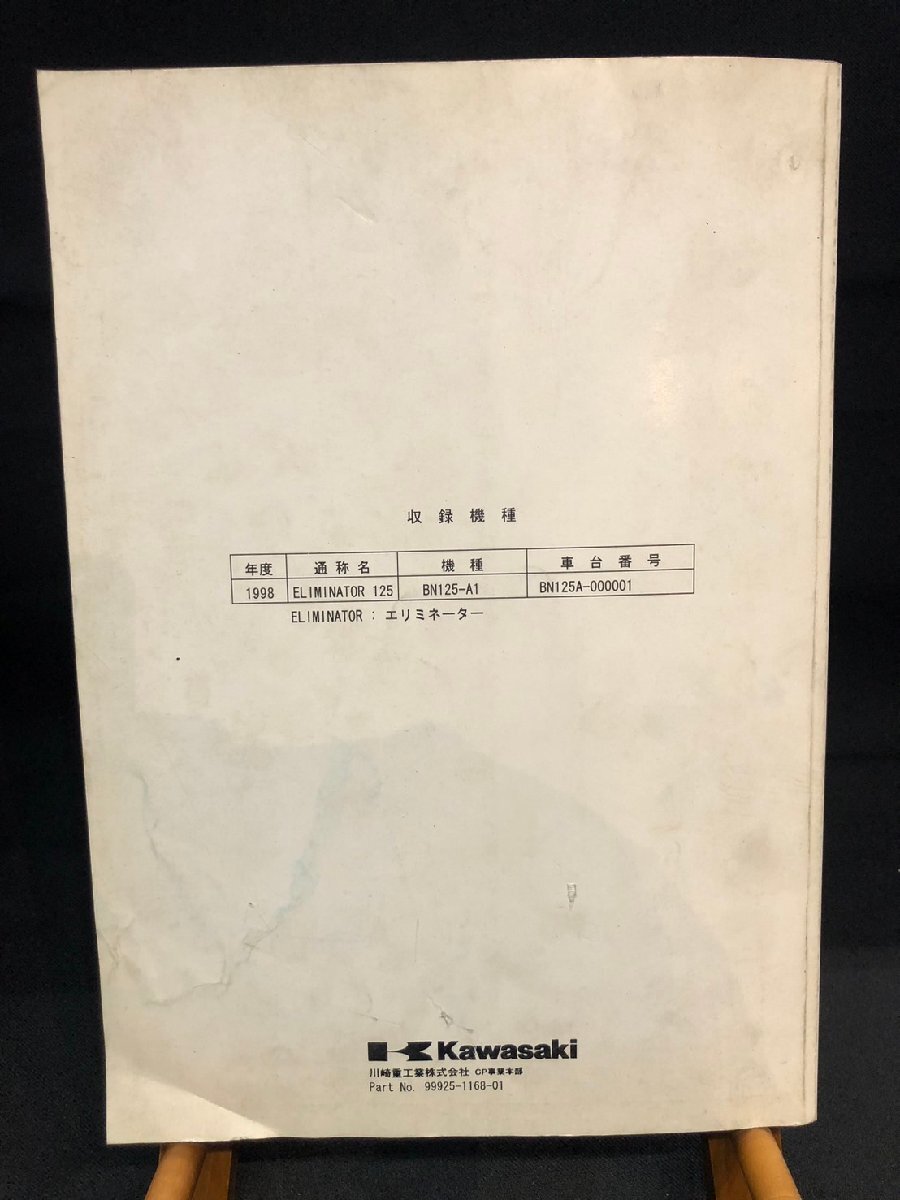 収録機種
年度 通称名 機種 車台番号
1998 ELIMINATOR 125 BN125-A1 BN125A-000001
ELIMINATOR : エリミネーター
Kawasaki
川崎重工業株式会社 CP事業本部
Part No. 99925-1168-01